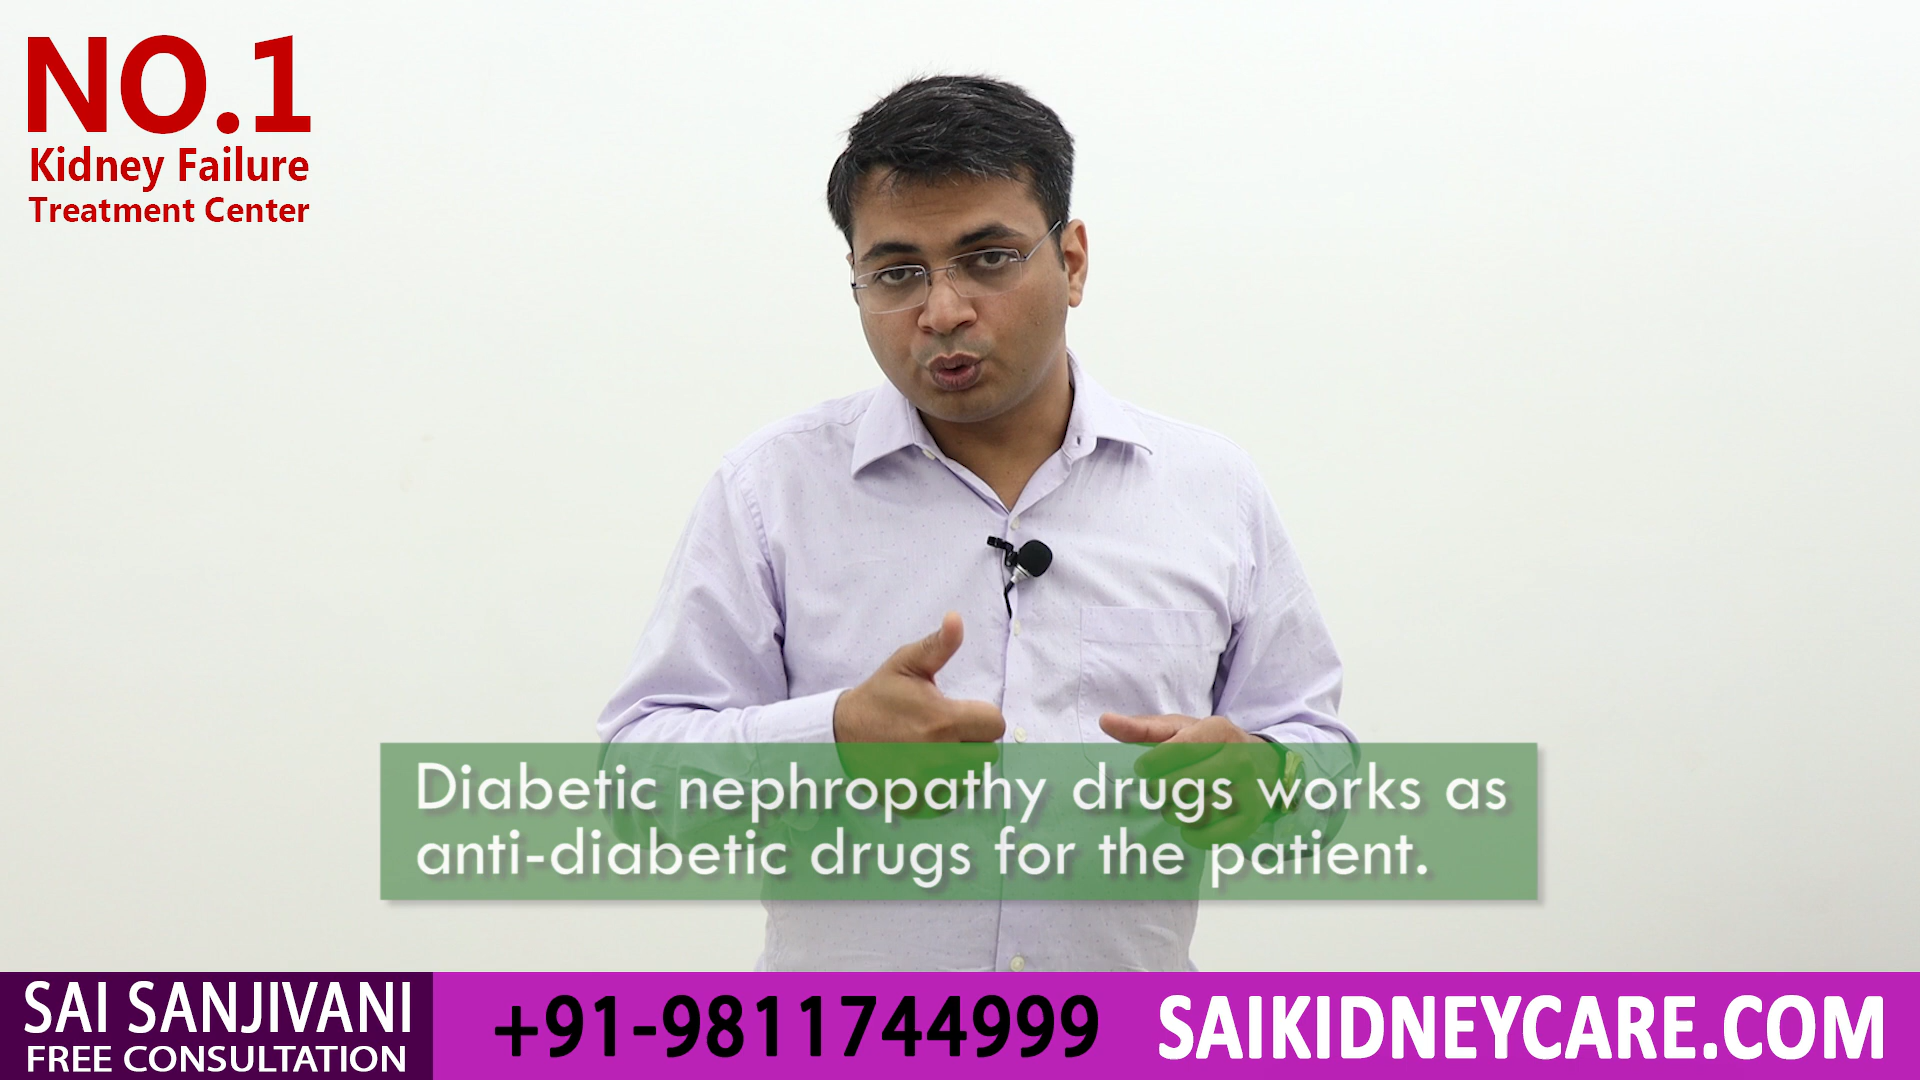 NO.1
Kidney Failure
Treatment Center
Diabetic nephropathy drugs works as
anti-diabetic drugs for the patient.
SAI SANJIVANI
FREE CONSULTATION
+91-9811744999
SAIKIDNEYCARE.COM